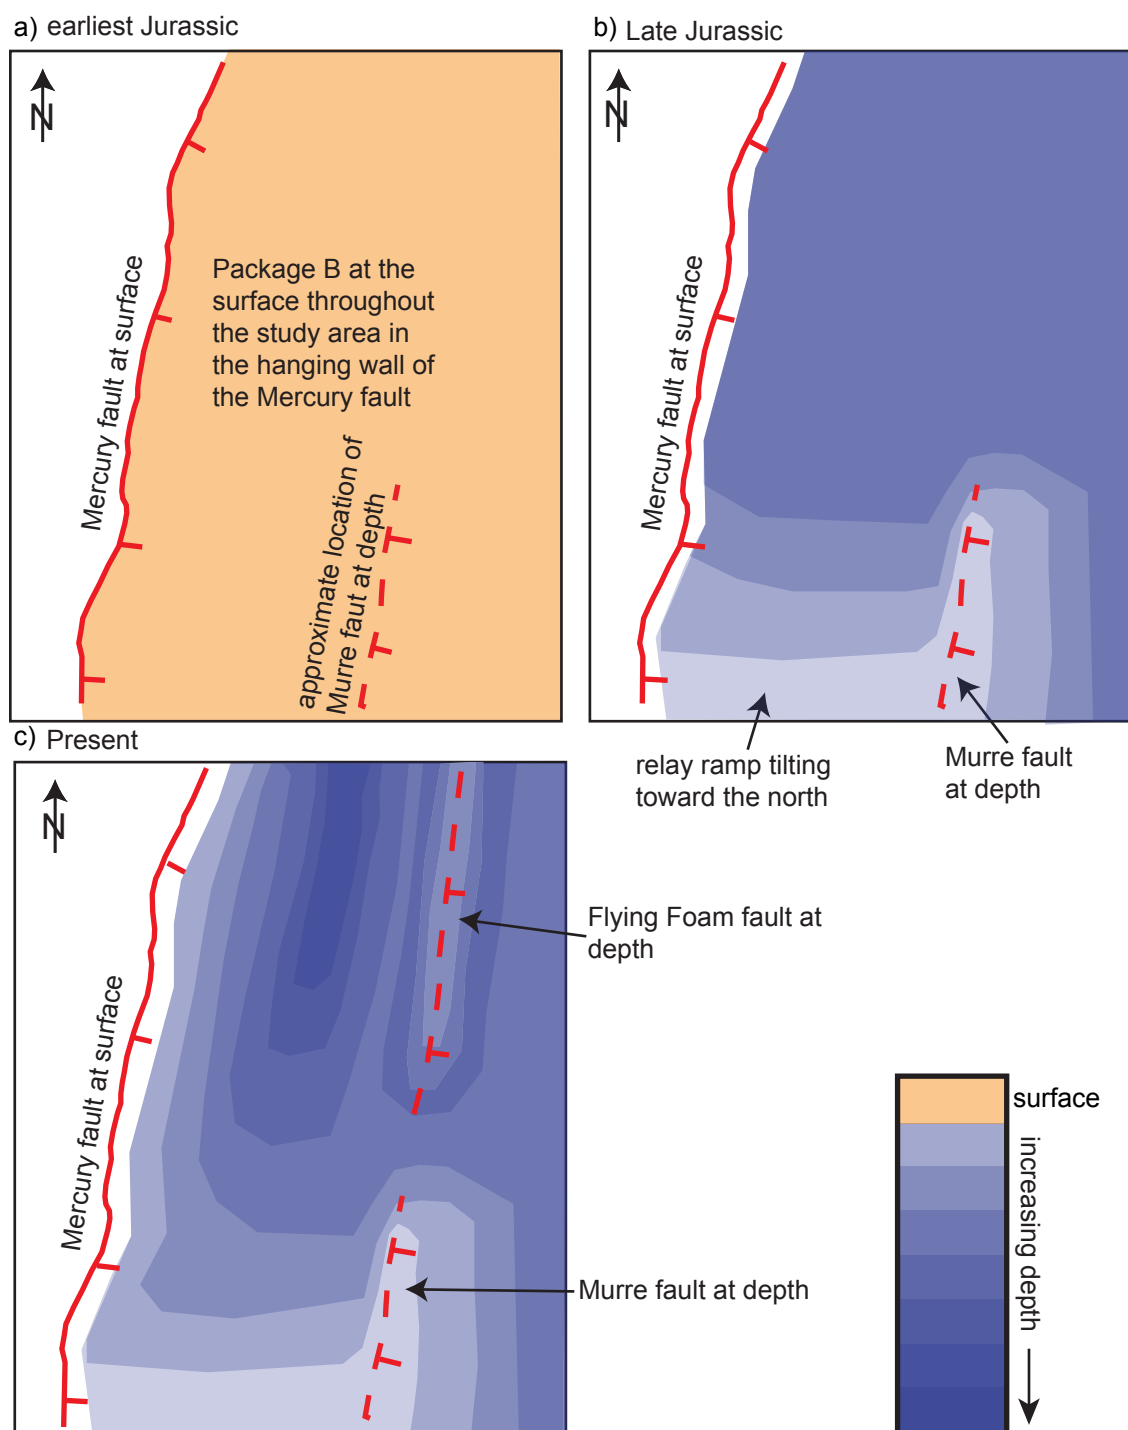 a) earliest Jurassic
N
Mercury fault at surface
Package B at the
surface throughout
the study area in
the hanging wall of
the Mercury fault
approximate location of
Murre faut at depth
b) Late Jurassic
N
Mercury fault at surface
relay ramp tilting
toward the north
Murre fault
at depth
c) Present
N
Mercury fault at surface
Flying Foam fault at
depth
Murre fault at depth
surface
increasing depth